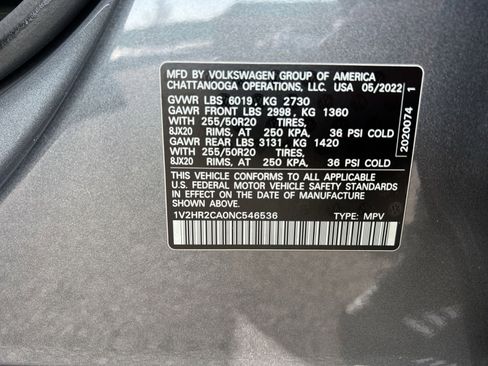 MFD BY VOLKSWAGEN GROUP OF AMERICA
CHATTANOOGA OPERATIONS, LLC. USA 05/2022
GVWR LBS 6019, KG 2730
GAWR FRONT LBS 2998, KG 1360
WITH 255/50R20 TIRES,
8JX20 RIMS, AT 250 KPA, 36 PSI COLD
GAWR REAR LBS 3131, KG 1420
WITH 255/50R20 TIRES,
8JX20 RIMS, AT 250 KPA, 36 PSI COLD
THIS VEHICLE CONFORMS TO ALL APPLICABLE
U.S. FEDERAL MOTOR VEHICLE SAFETY STANDARDS
IN EFFECT ON THE DATE OF MANUFACTURE
SHOWN ABOVE.
1V2HR2CA0NC546536 TYPE: MPV
2020074 1